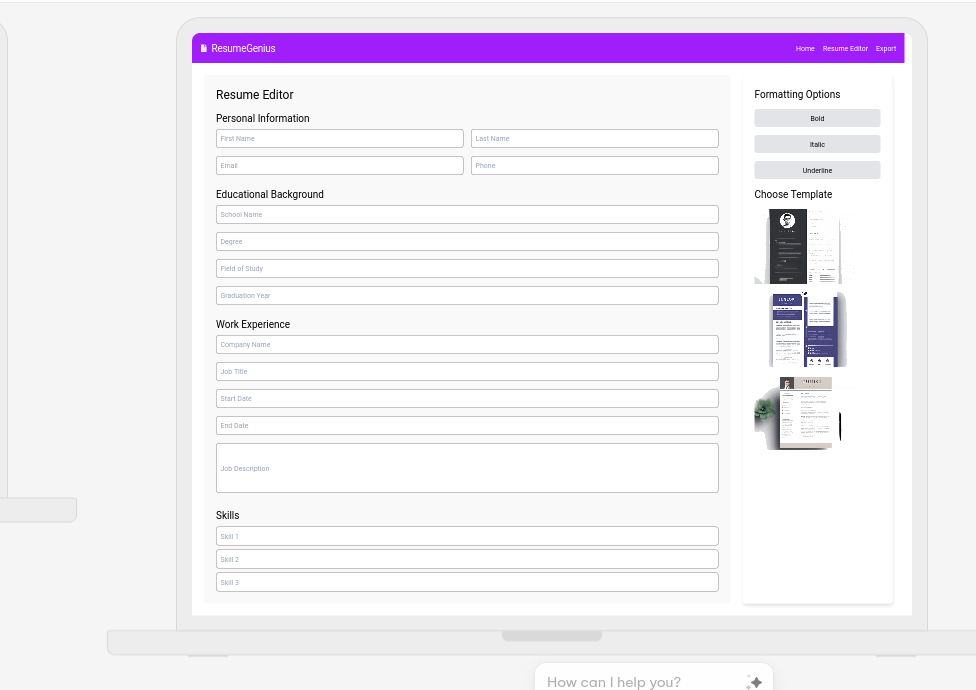 ResumeGenius
Home Resume Editor Export
Resume Editor
Personal Information
First Name Last Name
Email Phone
Educational Background
School Name
Degree
Field of Study
Graduation Year
Work Experience
Company Name
Job Title
Start Date
End Date
Job Description
Skills
Skill 1
Skill 2
Skill 3
Formatting Options
Bold
Italic
Underline
Choose Template
How can I help you?